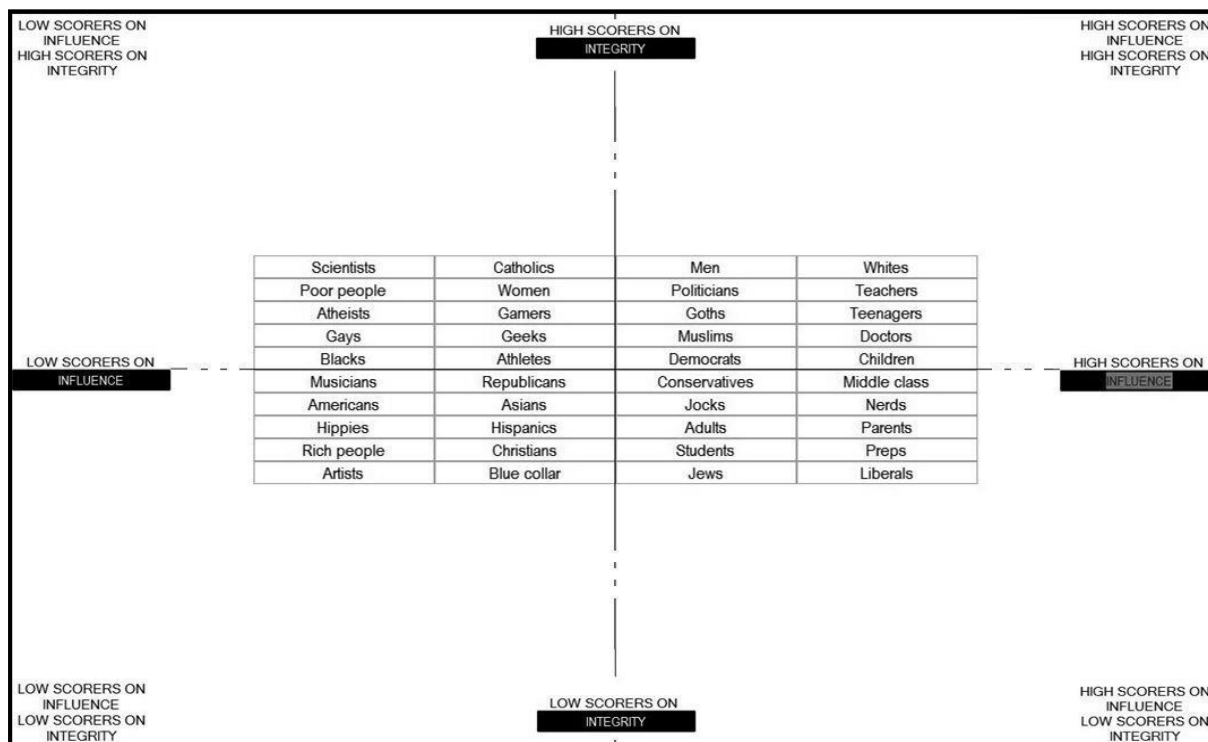 LOW SCORERS ON
INFLUENCE
HIGH SCORERS ON
INTEGRITY
HIGH SCORERS ON
INTEGRITY
HIGH SCORERS ON
INFLUENCE
HIGH SCORERS ON
INTEGRITY
Scientists Catholics Men Whites
Poor people Women Politicians Teachers
Atheists Gamers Goths Teenagers
Gays Geeks Muslims Doctors
Blacks Athletes Democrats Children
LOW SCORERS ON
INFLUENCE
HIGH SCORERS ON
INFLUENCE
Musicians Republicans Conservatives Middle class
Americans Asians Jocks Nerds
Hippies Hispanics Adults Parents
Rich people Christians Students Preps
Artists Blue collar Jews Liberals
LOW SCORERS ON
INFLUENCE
LOW SCORERS ON
INTEGRITY
LOW SCORERS ON
INTEGRITY
HIGH SCORERS ON
INFLUENCE
LOW SCORERS ON
INTEGRITY